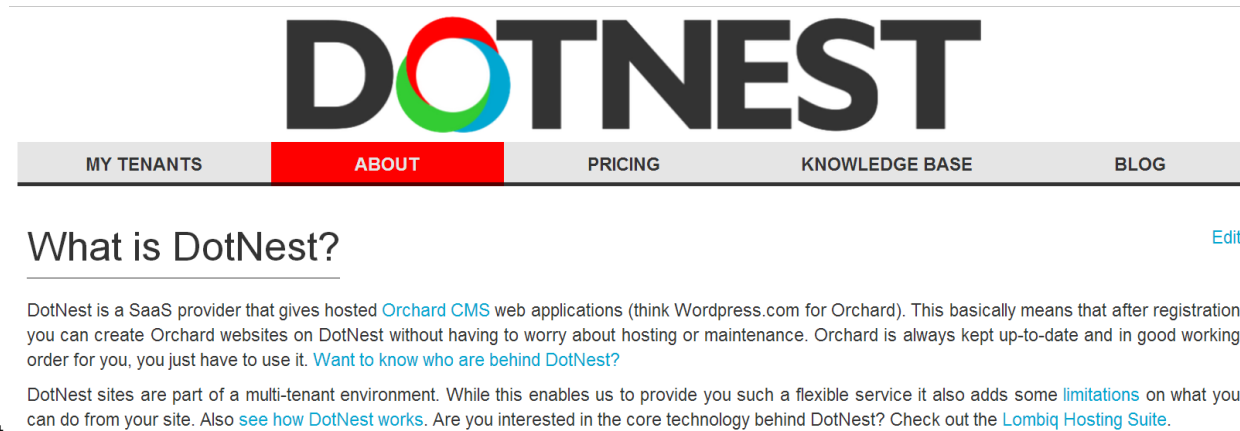 DOTNEST
MY TENANTS ABOUT PRICING KNOWLEDGE BASE BLOG
What is DotNest?
Edit
DotNest is a SaaS provider that gives hosted Orchard CMS web applications (think Wordpress.com for Orchard). This basically means that after registration
you can create Orchard websites on DotNest without having to worry about hosting or maintenance. Orchard is always kept up-to-date and in good working
order for you, you just have to use it. Want to know who are behind DotNest?
DotNest sites are part of a multi-tenant environment. While this enables us to provide you such a flexible service it also adds some limitations on what you
can do from your site. Also see how DotNest works. Are you interested in the core technology behind DotNest? Check out the Lombiq Hosting Suite.